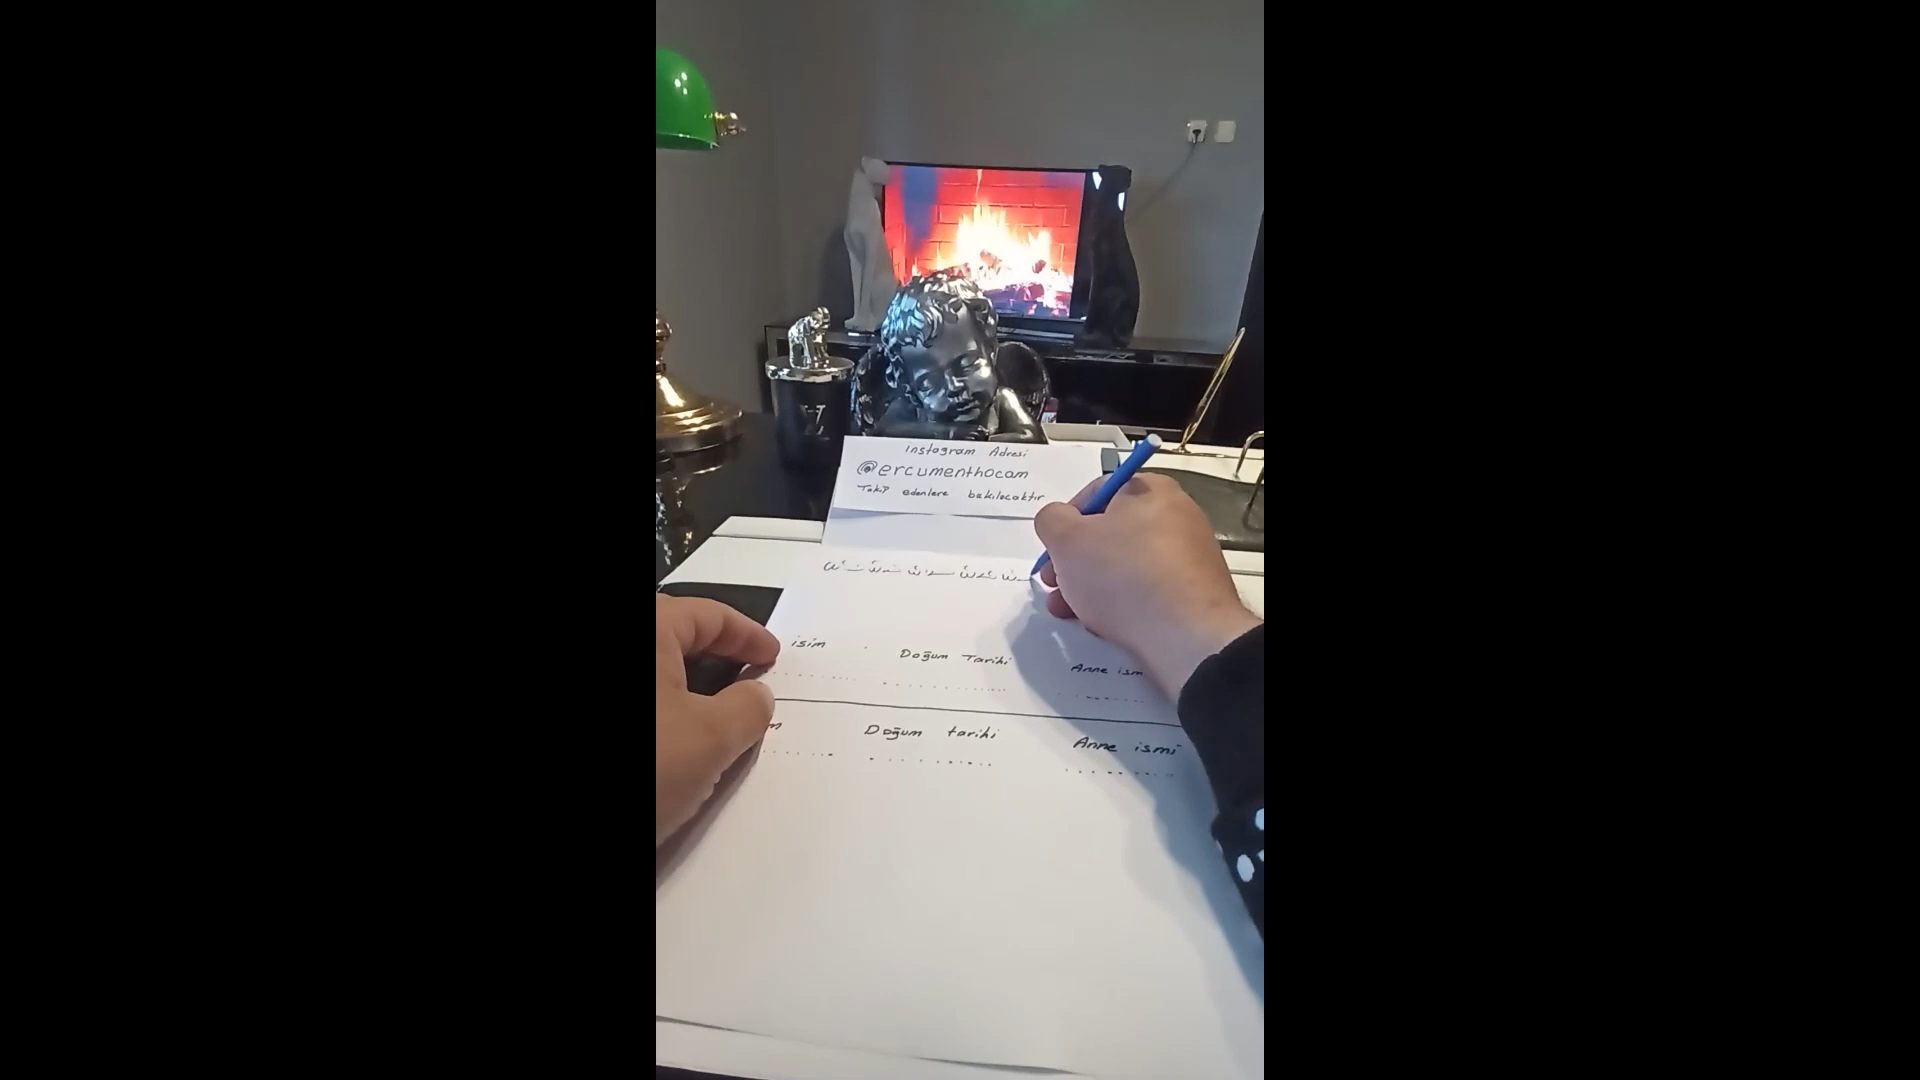 instagram Adresi
@ercumenthocam
Takip edenlere bakılacaktır
isim Doğum Tarihi Anne ism
Doğum tarihi Anne ismi